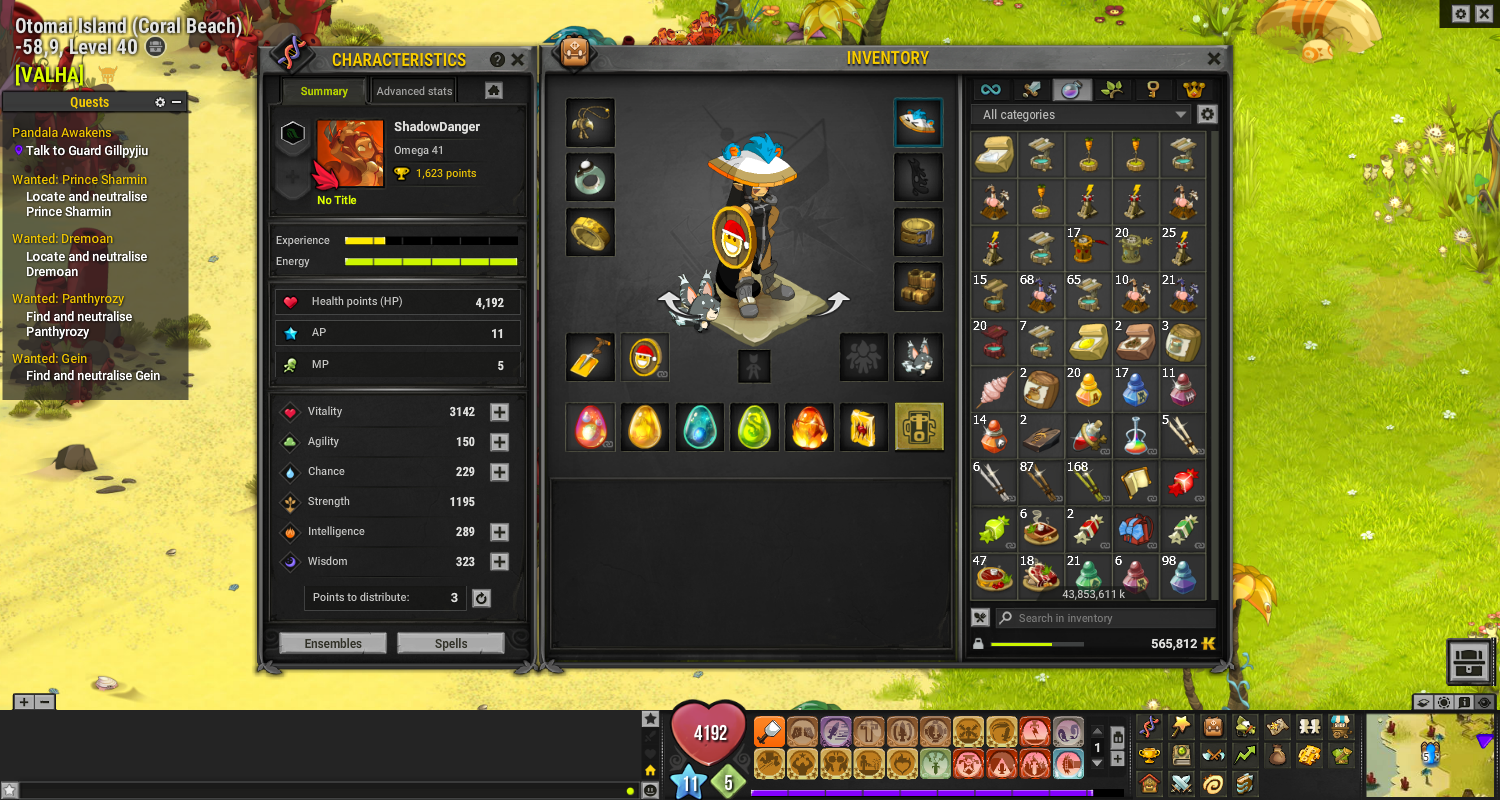 Otomai Island (Coral Beach)
-58,9, Level 40
[VALHA]
Quests
Pandala Awakens
Talk to Guard Gillpyjiu
Wanted: Prince Sharmin
Locate and neutralise
Prince Sharmin
Wanted: Dremoan
Locate and neutralise
Dremoan
Wanted: Panthyrozy
Find and neutralise
Panthyrozy
Wanted: Gein
Find and neutralise Gein
CHARACTERISTICS
Summary
Advanced stats
ShadowDanger
Omega 41
1,623 points
No Title
Experience
Energy
Health points (HP) 4,192
AP 11
MP 5
Vitality 3142
Agility 150
Chance 229
Strength 1195
Intelligence 289
Wisdom 323
Points to distribute: 3
Ensembles
Spells
INVENTORY
All categories
17 20 25
15 68 65 10 21
20 7 2 3
2 20 17 11
14 2 5
6 87 168
6 2
47 18 21 6 98
43,853,611 k
Search in inventory
565,812 K
4192
11 5
1
5